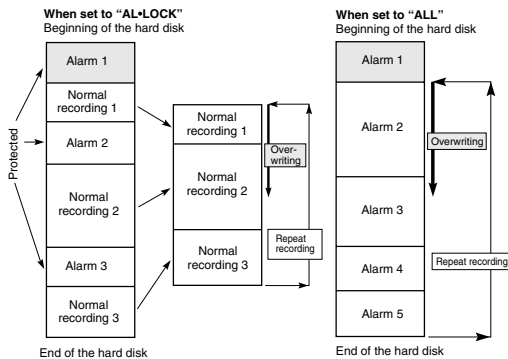 When set to “AL•LOCK”
Beginning of the hard disk
Protected
Alarm 1
Normal
recording 1
Alarm 2
Normal
recording 2
Alarm 3
Normal
recording 3
End of the hard disk
Normal
recording 1
Normal
recording 2
Normal
recording 3
Over-
writing
Repeat
recording
When set to “ALL”
Beginning of the hard disk
Alarm 1
Alarm 2
Alarm 3
Alarm 4
Alarm 5
Overwriting
Repeat recording
End of the hard disk